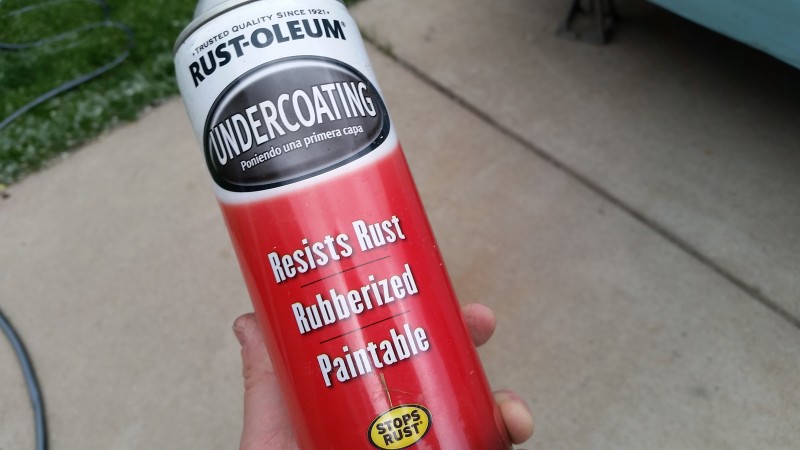 • TRUSTED QUALITY SINCE 1921 •
RUST-OLEUM®
UNDERCOATING
Poniendo una primera capa
Resists Rust
Rubberized
Paintable
STOPS
RUST®